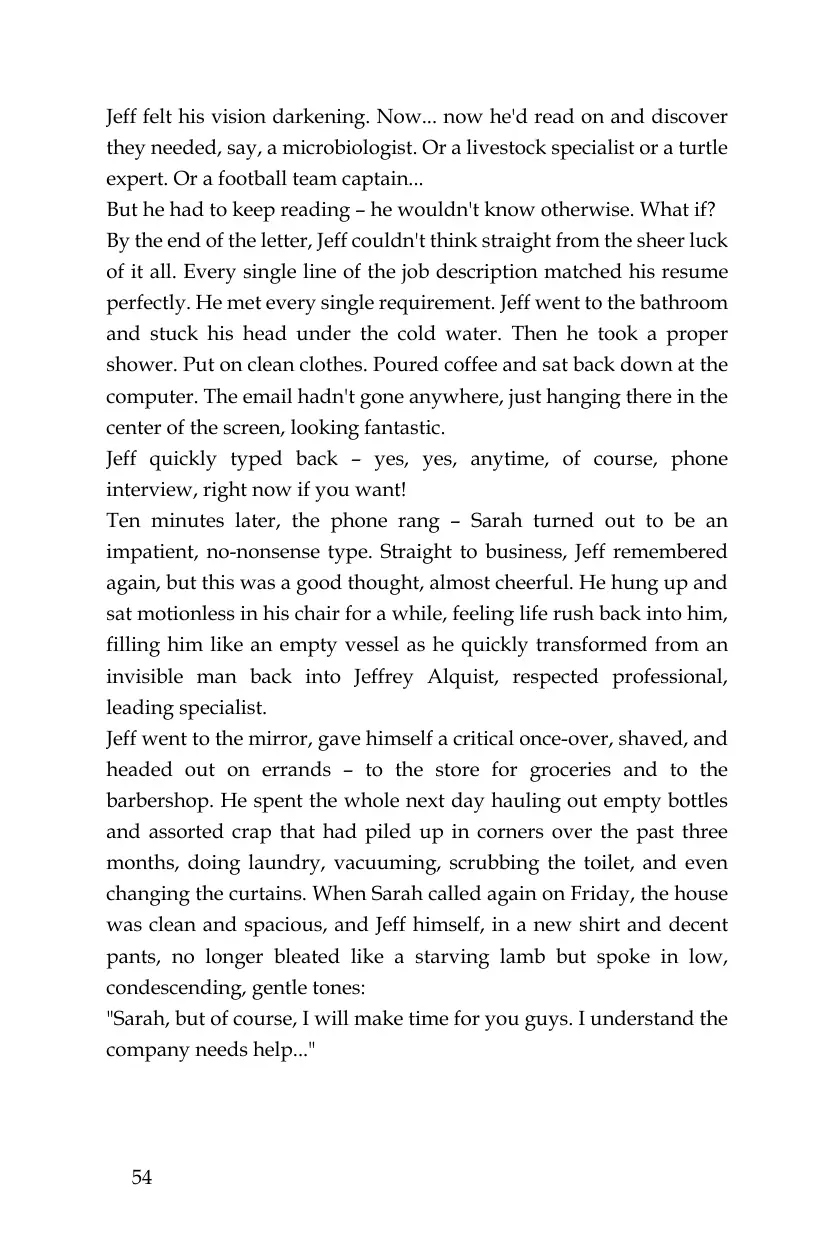 Jeff felt his vision darkening. Now... now he'd read on and discover
they needed, say, a microbiologist. Or a livestock specialist or a turtle
expert. Or a football team captain...
But he had to keep reading – he wouldn't know otherwise. What if?
By the end of the letter, Jeff couldn't think straight from the sheer luck
of it all. Every single line of the job description matched his resume
perfectly. He met every single requirement. Jeff went to the bathroom
and stuck his head under the cold water. Then he took a proper
shower. Put on clean clothes. Poured coffee and sat back down at the
computer. The email hadn't gone anywhere, just hanging there in the
center of the screen, looking fantastic.
Jeff quickly typed back – yes, yes, anytime, of course, phone
interview, right now if you want!
Ten minutes later, the phone rang – Sarah turned out to be an
impatient, no-nonsense type. Straight to business, Jeff remembered
again, but this was a good thought, almost cheerful. He hung up and
sat motionless in his chair for a while, feeling life rush back into him,
filling him like an empty vessel as he quickly transformed from an
invisible man back into Jeffrey Alquist, respected professional,
leading specialist.
Jeff went to the mirror, gave himself a critical once-over, shaved, and
headed out on errands – to the store for groceries and to the
barbershop. He spent the whole next day hauling out empty bottles
and assorted crap that had piled up in corners over the past three
months, doing laundry, vacuuming, scrubbing the toilet, and even
changing the curtains. When Sarah called again on Friday, the house
was clean and spacious, and Jeff himself, in a new shirt and decent
pants, no longer bleated like a starving lamb but spoke in low,
condescending, gentle tones:
"Sarah, but of course, I will make time for you guys. I understand the
company needs help..."
54